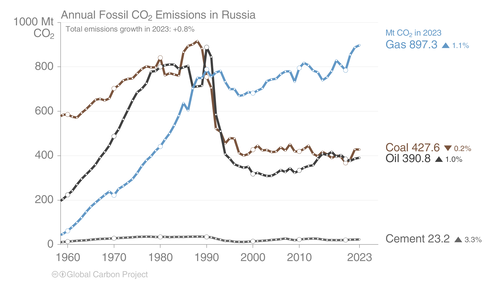 Annual Fossil CO₂ Emissions in Russia
1000 Mt
CO₂
Total emissions growth in 2023: +0.8%
Mt CO₂ in 2023
Gas 897.3 ▲ 1.1%
800
600
400
200
0
Coal 427.6 ▼ 0.2%
Oil 390.8 ▲ 1.0%
Cement 23.2 ▲ 3.3%
1960 1970 1980 1990 2000 2010 2023
Global Carbon Project